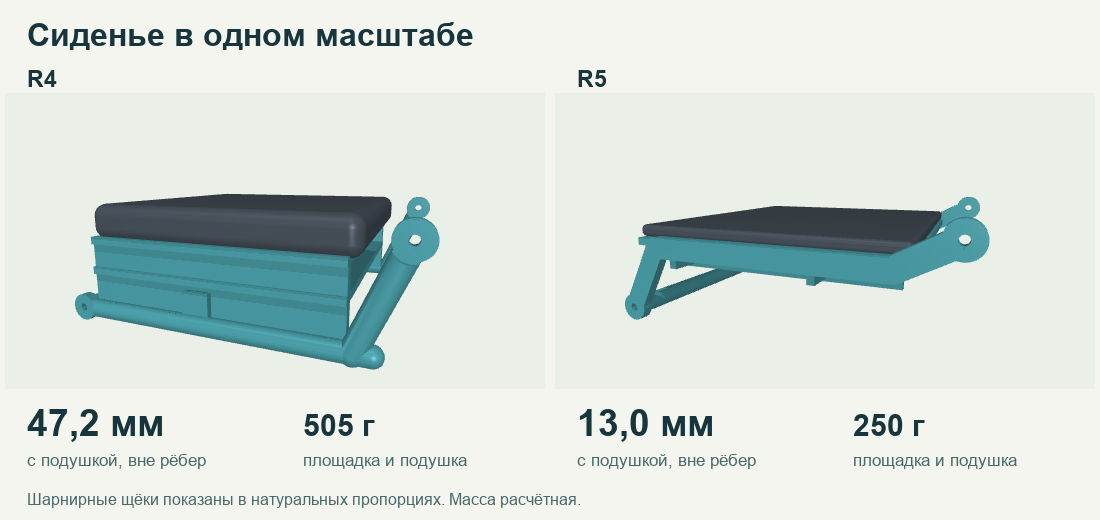 Сиденье в одном масштабе
R4
R5
47,2 мм
505 г
13,0 мм
250 г
с подушкой, вне рёбер
площадка и подушка
с подушкой, вне рёбер
площадка и подушка
Шарнирные щёки показаны в натуральных пропорциях. Масса расчётная.